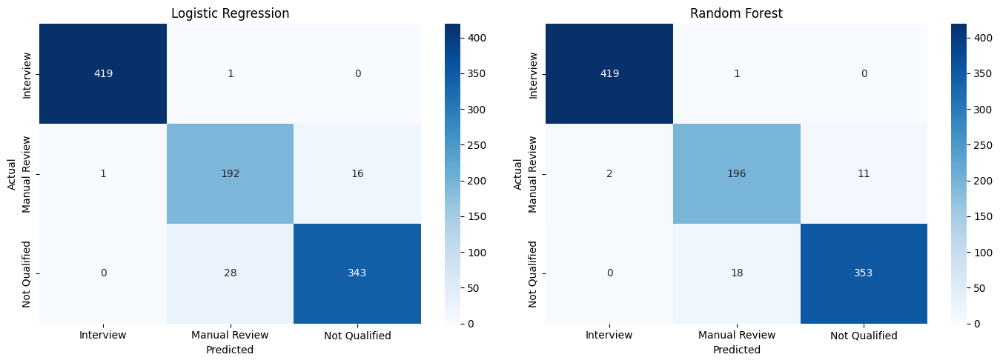 Logistic Regression
Actual
Interview
Manual Review
Not Qualified
419 1 0
1 192 16
0 28 343
Interview Manual Review Not Qualified
Predicted
400
350
300
250
200
150
100
50
0
Random Forest
Actual
Interview
Manual Review
Not Qualified
419 1 0
2 196 11
0 18 353
Interview Manual Review Not Qualified
Predicted
400
350
300
250
200
150
100
50
0